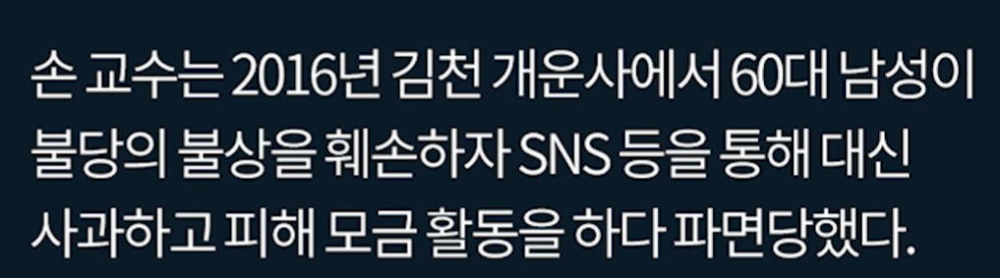 손 교수는 2016년 김천 개운사에서 60대 남성이
불당의 불상을 훼손하자 SNS 등을 통해 대신
사과하고 피해 모금 활동을 하다 파면당했다.